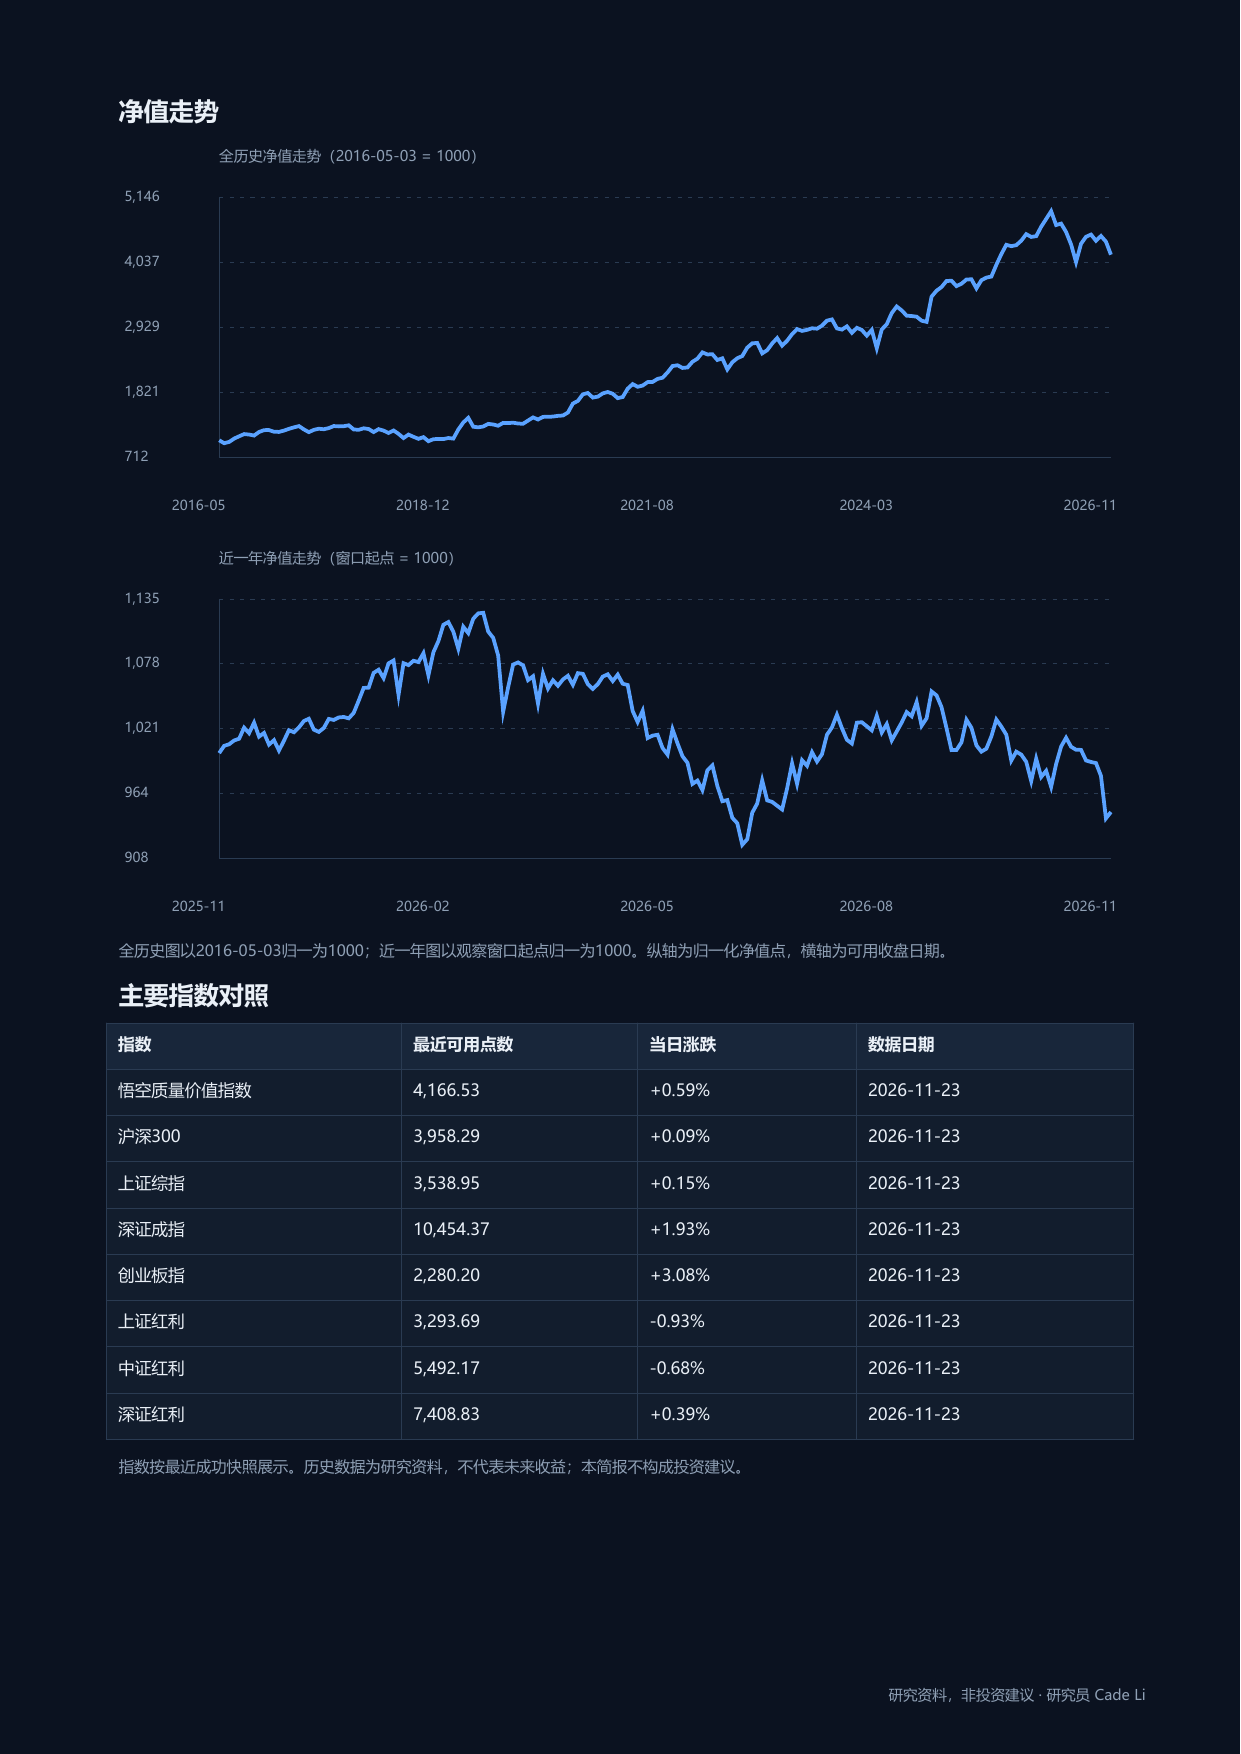 净值走势
全历史净值走势（2016-05-03 = 1000）
5,146
4,037
2,929
1,821
712
2016-05 2018-12 2021-08 2024-03 2026-11
近一年净值走势（窗口起点 = 1000）
1,135
1,078
1,021
964
908
2025-11 2026-02 2026-05 2026-08 2026-11
全历史图以2016-05-03归一为1000；近一年图以观察窗口起点归一为1000。纵轴为归一化净值点，横轴为可用收盘日期。
主要指数对照
指数 最近可用点数 当日涨跌 数据日期
悟空质量价值指数 4,166.53 +0.59% 2026-11-23
沪深300 3,958.29 +0.09% 2026-11-23
上证综指 3,538.95 +0.15% 2026-11-23
深证成指 10,454.37 +1.93% 2026-11-23
创业板指 2,280.20 +3.08% 2026-11-23
上证红利 3,293.69 -0.93% 2026-11-23
中证红利 5,492.17 -0.68% 2026-11-23
深证红利 7,408.83 +0.39% 2026-11-23
指数按最近成功快照展示。历史数据为研究资料，不代表未来收益；本简报不构成投资建议。
研究资料，非投资建议 · 研究员 Cade Li